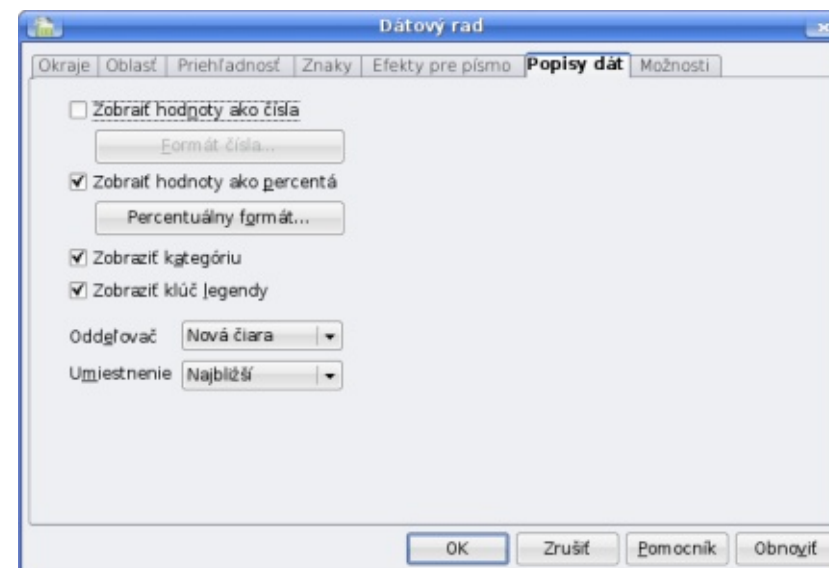 Dátový rad
Okraje Oblasť Priehľadnosť Znaky Efekty pre písmo Popisy dát Možnosti
Zobraiť hodnoty ako čísla
Formát čísla...
Zobraiť hodnoty ako percentá
Percentuálny formát...
Zobraziť kategóriu
Zobraziť kľúč legendy
Oddeľovač Nová čiara
Umiestnenie Najbližší
OK Zrušiť Pomocník Obnoviť